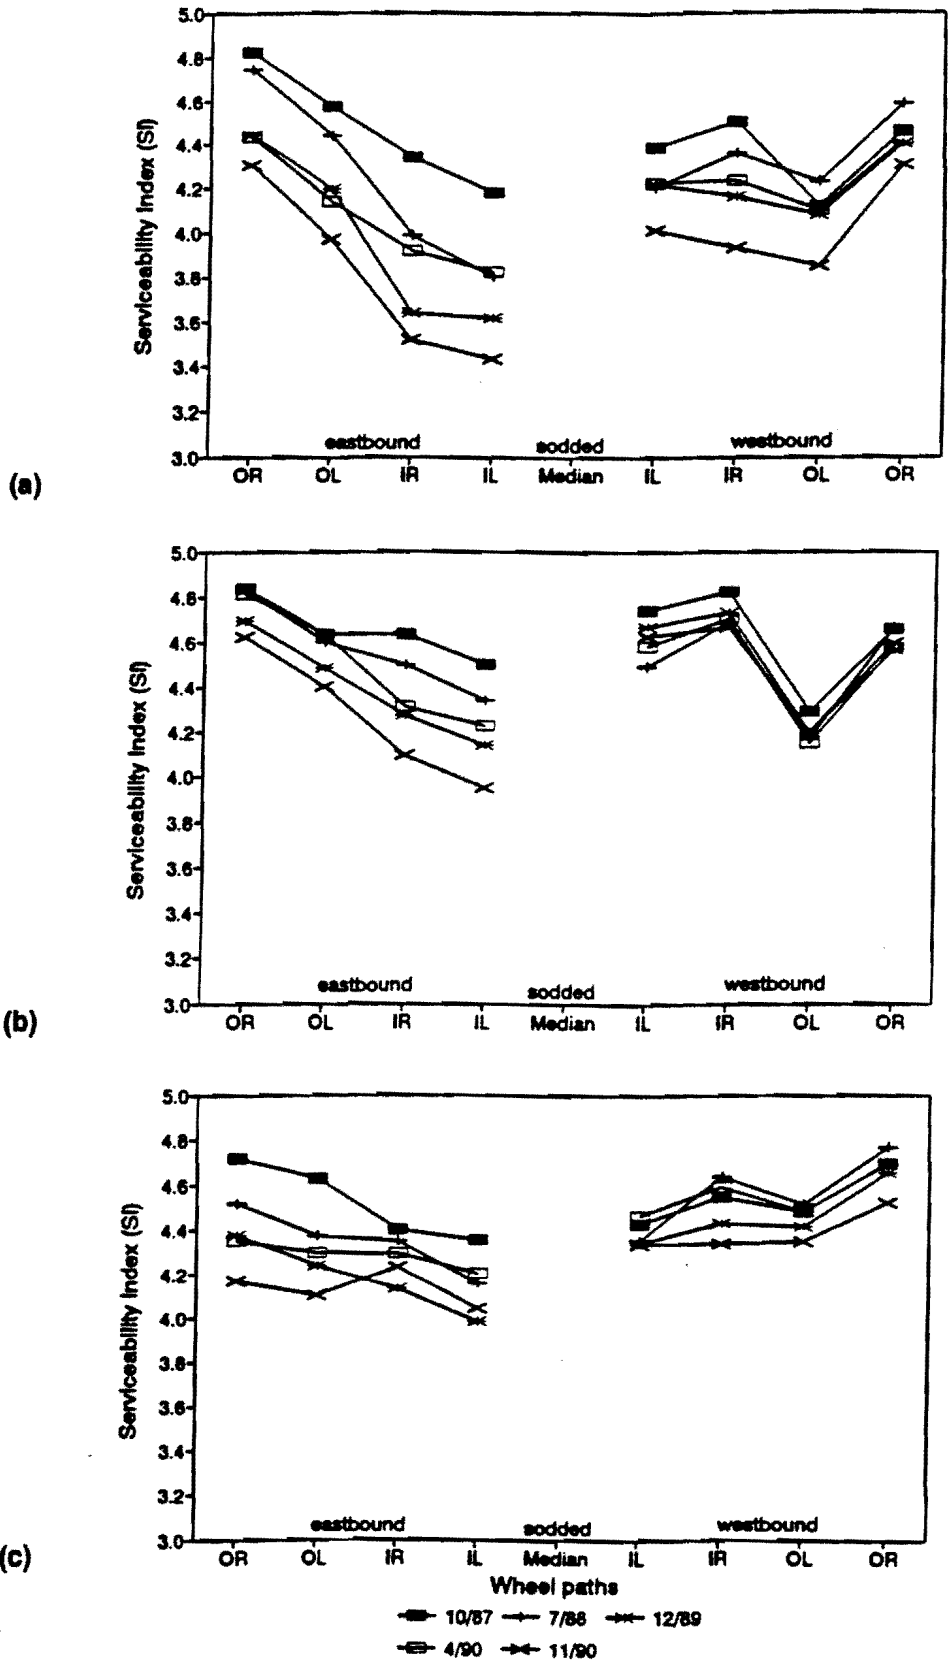 5.0
4.8
4.6
4.4
4.2
4.0
3.8
3.6
3.4
3.2
3.0
Serviceability Index (SI)
eastbound
sodded
westbound
OR OL IR IL Median IL IR OL OR
(a)
5.0
4.8
4.6
4.4
4.2
4.0
3.8
3.6
3.4
3.2
3.0
Serviceability Index (SI)
eastbound
sodded
westbound
OR OL IR IL Median IL IR OL OR
(b)
5.0
4.8
4.6
4.4
4.2
4.0
3.8
3.6
3.4
3.2
3.0
Serviceability Index (SI)
eastbound
sodded
westbound
OR OL IR IL Median IL IR OL OR
(c)
Wheel paths
10/87 7/88 12/89
4/90 11/90